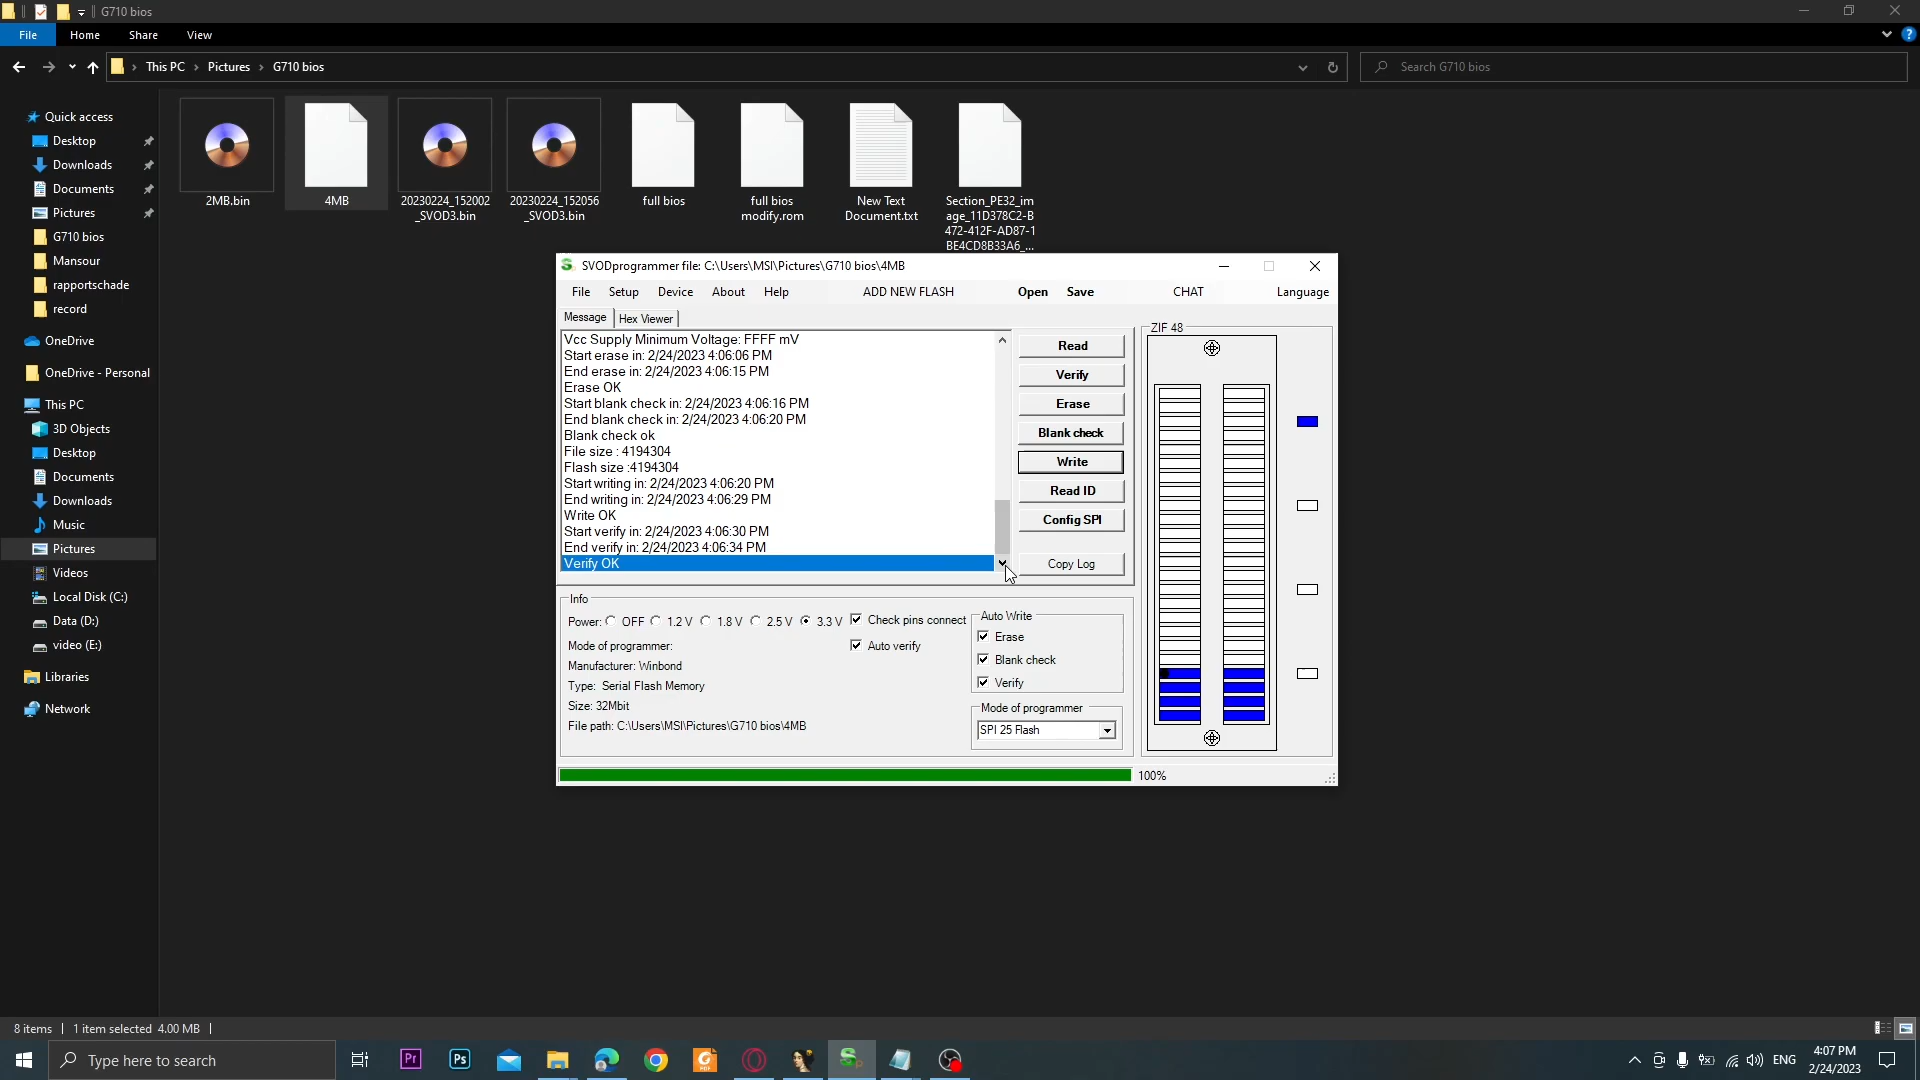 G710 bios
File Home Share View
This PC Pictures G710 bios
Search G710 bios
Quick access
Desktop
Downloads
Documents
Pictures
G710 bios
Mansour
rapportschade
record
OneDrive
OneDrive - Personal
This PC
3D Objects
Desktop
Documents
Downloads
Music
Pictures
Videos
Local Disk (C:)
Data (D:)
video (E:)
Libraries
Network
2MB.bin
4MB
20230224_152002
_SVOD3.bin
20230224_152056
_SVOD3.bin
full bios
full bios
modify.rom
New Text
Document.txt
Section_PE32_im
age_11D378C2-B
472-412F-AD87-1
BE4CD8B33A6_...
SVODprogrammer file: C:\Users\MSI\Pictures\G710 bios\4MB
File Setup Device About Help ADD NEW FLASH Open Save CHAT Language
Message Hex Viewer
Vcc Supply Minimum Voltage: FFFF mV
Start erase in: 2/24/2023 4:06:06 PM
End erase in: 2/24/2023 4:06:15 PM
Erase OK
Start blank check in: 2/24/2023 4:06:16 PM
End blank check in: 2/24/2023 4:06:20 PM
Blank check ok
File size : 4194304
Flash size :4194304
Start writing in: 2/24/2023 4:06:20 PM
End writing in: 2/24/2023 4:06:29 PM
Write OK
Start verify in: 2/24/2023 4:06:30 PM
End verify in: 2/24/2023 4:06:34 PM
Verify OK
Read
Verify
Erase
Blank check
Write
Read ID
Config SPI
Copy Log
ZIF 48
Info
Power: OFF 1.2 V 1.8 V 2.5 V 3.3 V Check pins connect
Mode of programmer: Auto verify
Manufacturer: Winbond
Type: Serial Flash Memory
Size: 32Mbit
File path: C:\Users\MSI\Pictures\G710 bios\4MB
Auto Write
Erase
Blank check
Verify
Mode of programmer
SPI 25 Flash
100%
8 items 1 item selected 4.00 MB
Type here to search
Pr
Ps
ENG
4:07 PM
2/24/2023